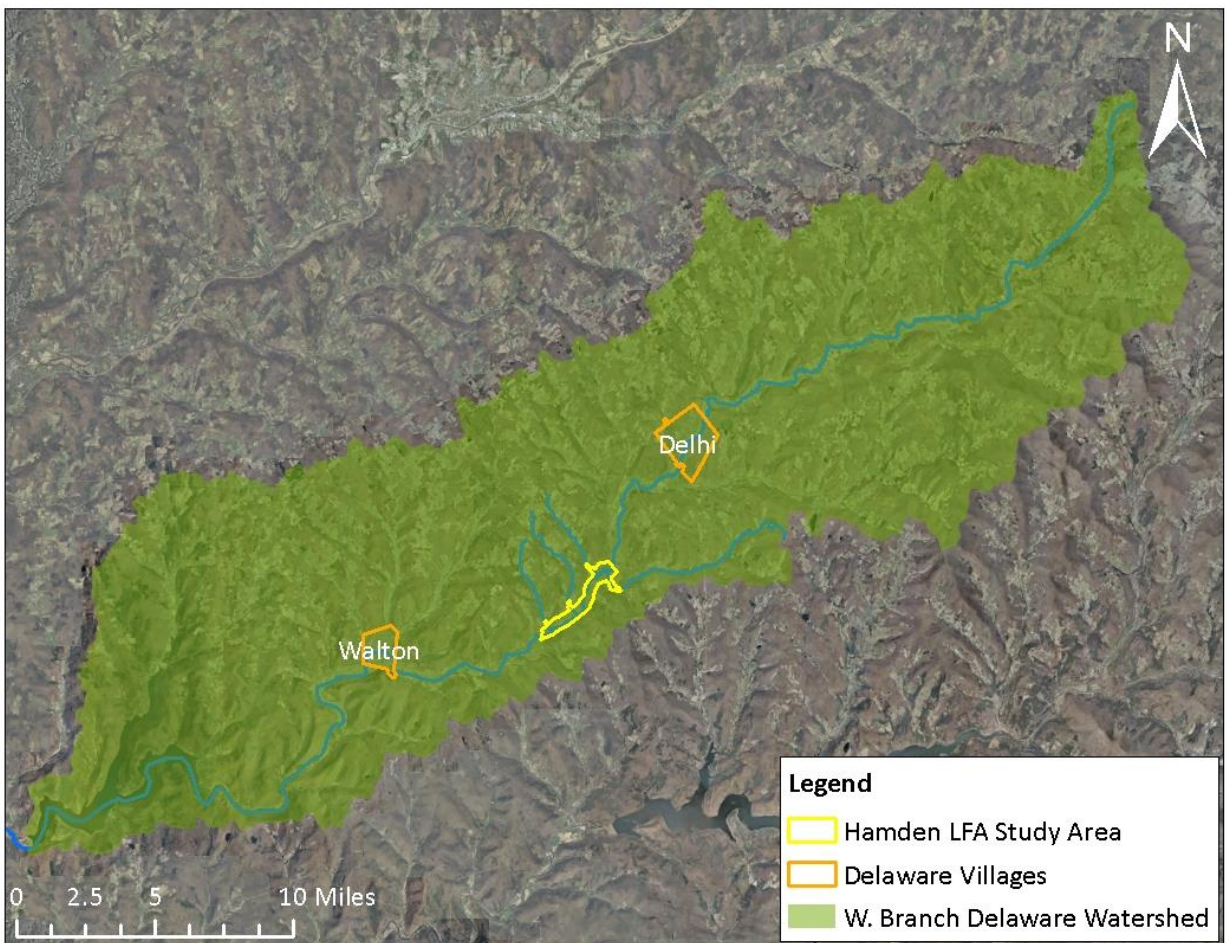 N
Delhi
Walton
0 2.5 5 10 Miles
Legend
Hamden LFA Study Area
Delaware Villages
W. Branch Delaware Watershed